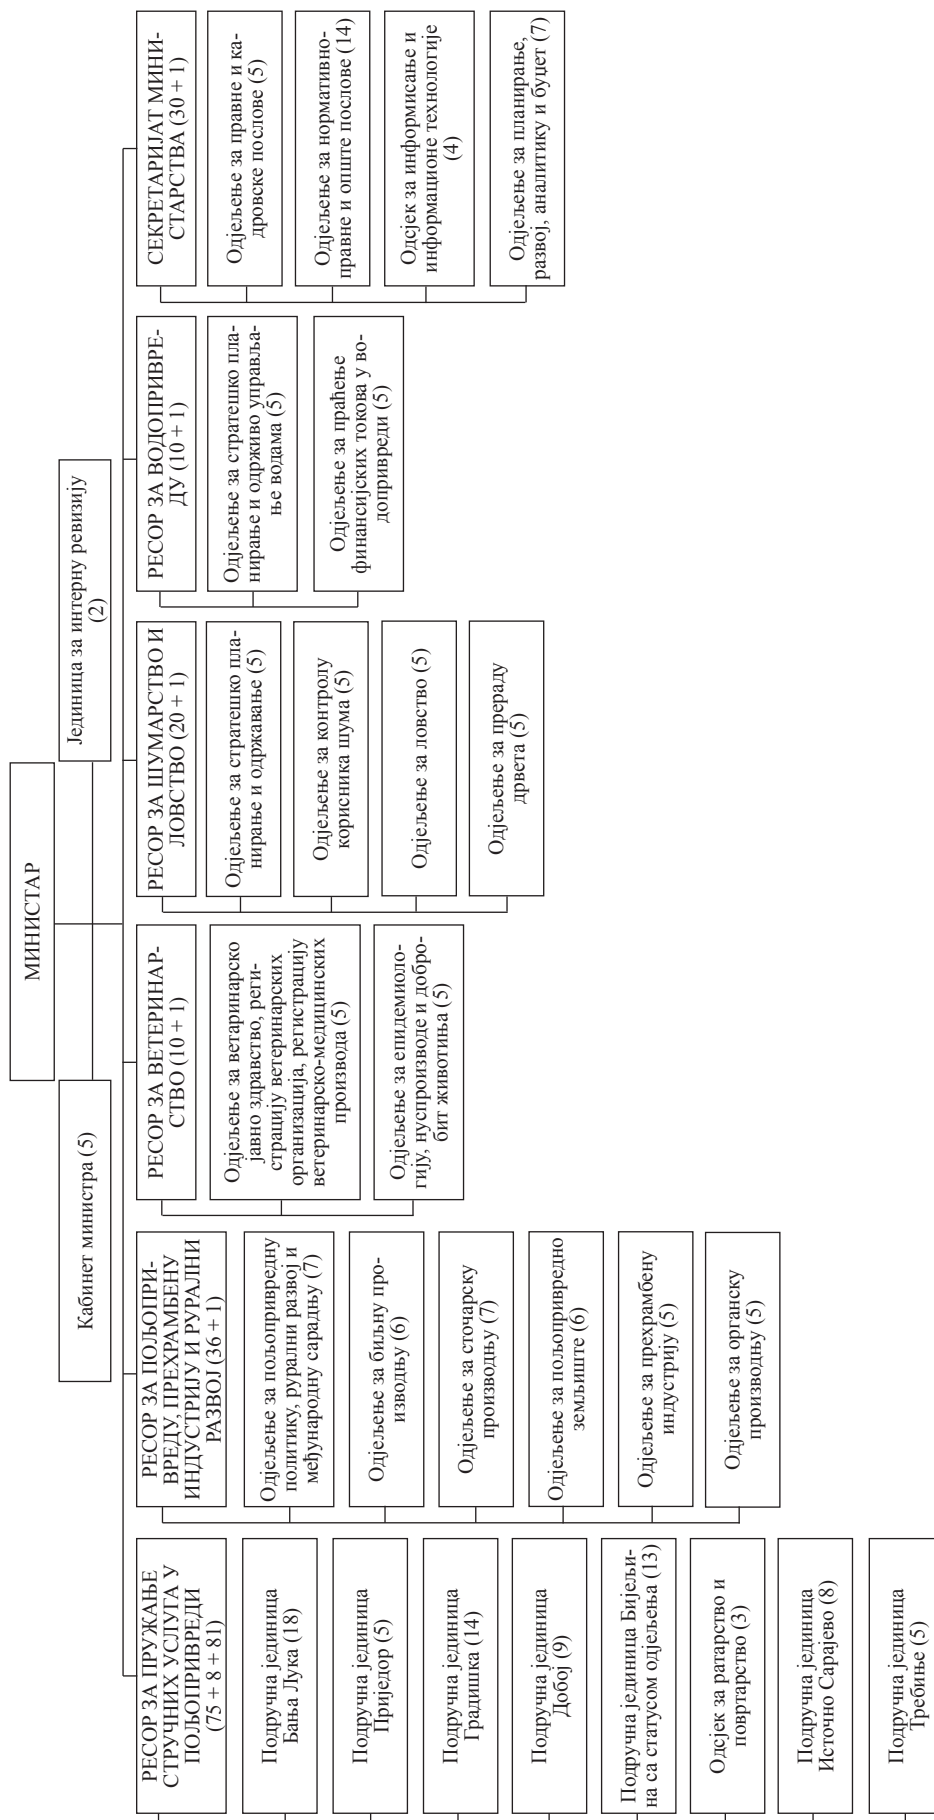 МИНИСТАР
Кабинет министра (5)
Јединица за интерну ревизију
(2)
РЕСОР ЗА ПРУЖАЊЕ
СТРУЧНИХ УСЛУГА У
ПОЉОПРИВРЕДИ
(75 + 8 + 81)
Подручна јединица
Бања Лука (18)
Подручна јединица
Приједор (5)
Подручна јединица
Градишка (14)
Подручна јединица
Добој (9)
Подручна јединица Бијељи-
на са статусом одјељења (13)
Одсјек за ратарство и
повртарство (3)
Подручна јединица
Источно Сарајево (8)
Подручна јединица
Требиње (5)
РЕСОР ЗА ПОЉОПРИ-
ВРЕДУ, ПРЕХРАМБЕНУ
ИНДУСТРИЈУ И РУРАЛНИ
РАЗВОЈ (36 + 1)
Одјељење за пољопривредну
политику, рурални развој и
међународну сарадњу (7)
Одјељење за биљну про-
изводњу (6)
Одјељење за сточарску
производњу (7)
Одјељење за пољопривредно
земљиште (6)
Одјељење за прехрамбену
индустрију (5)
Одјељење за органску
производњу (5)
РЕСОР ЗА ВЕТЕРИНАР-
СТВО (10 + 1)
Одјељење за ветаринарско
јавно здравство, реги-
страцију ветеринарских
организација, регистрацију
ветеринарско-медицинских
производа (5)
Одјељење за епидемиоло-
гију, нуспроизводе и добро-
бит животиња (5)
РЕСОР ЗА ШУМАРСТВО И
ЛОВСТВО (20 + 1)
Одјељење за стратешко пла-
нирање и одржавање (5)
Одјељење за контролу
корисника шума (5)
Одјељење за ловство (5)
Одјељење за прераду
дрвета (5)
РЕСОР ЗА ВОДОПРИВРЕ-
ДУ (10 + 1)
Одјељење за стратешко пла-
нирање и одрживо управља-
ње водама (5)
Одјељење за праћење
финансијских токова у во-
допривреди (5)
СЕКРЕТАРИЈАТ МИНИ-
СТАРСТВА (30 + 1)
Одјељење за правне и ка-
дровске послове (5)
Одјељење за нормативно-
правне и опште послове (14)
Одсјек за информисање и
информационе технологије
(4)
Одјељење за планирање,
развој, аналитику и буџет (7)